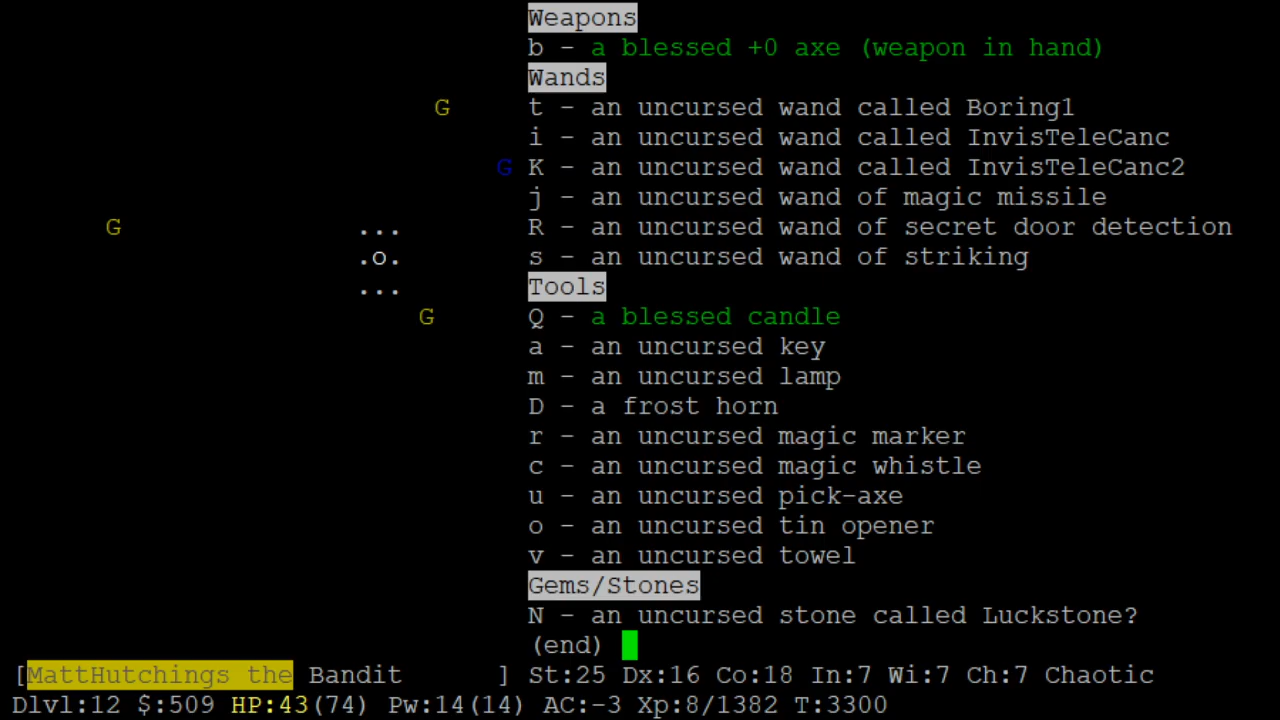 Weapons
b - a blessed +0 axe (weapon in hand)
Wands
G t - an uncursed wand called Boring1
i - an uncursed wand called InvisTeleCanc
G K - an uncursed wand called InvisTeleCanc2
j - an uncursed wand of magic missile
G ... R - an uncursed wand of secret door detection
.o. s - an uncursed wand of striking
... Tools
G Q - a blessed candle
a - an uncursed key
m - an uncursed lamp
D - a frost horn
r - an uncursed magic marker
c - an uncursed magic whistle
u - an uncursed pick-axe
o - an uncursed tin opener
v - an uncursed towel
Gems/Stones
N - an uncursed stone called Luckstone?
(end)
[MattHutchings the Bandit ] St:25 Dx:16 Co:18 In:7 Wi:7 Ch:7 Chaotic
Dlvl:12 $:509 HP:43(74) Pw:14(14) AC:-3 Xp:8/1382 T:3300